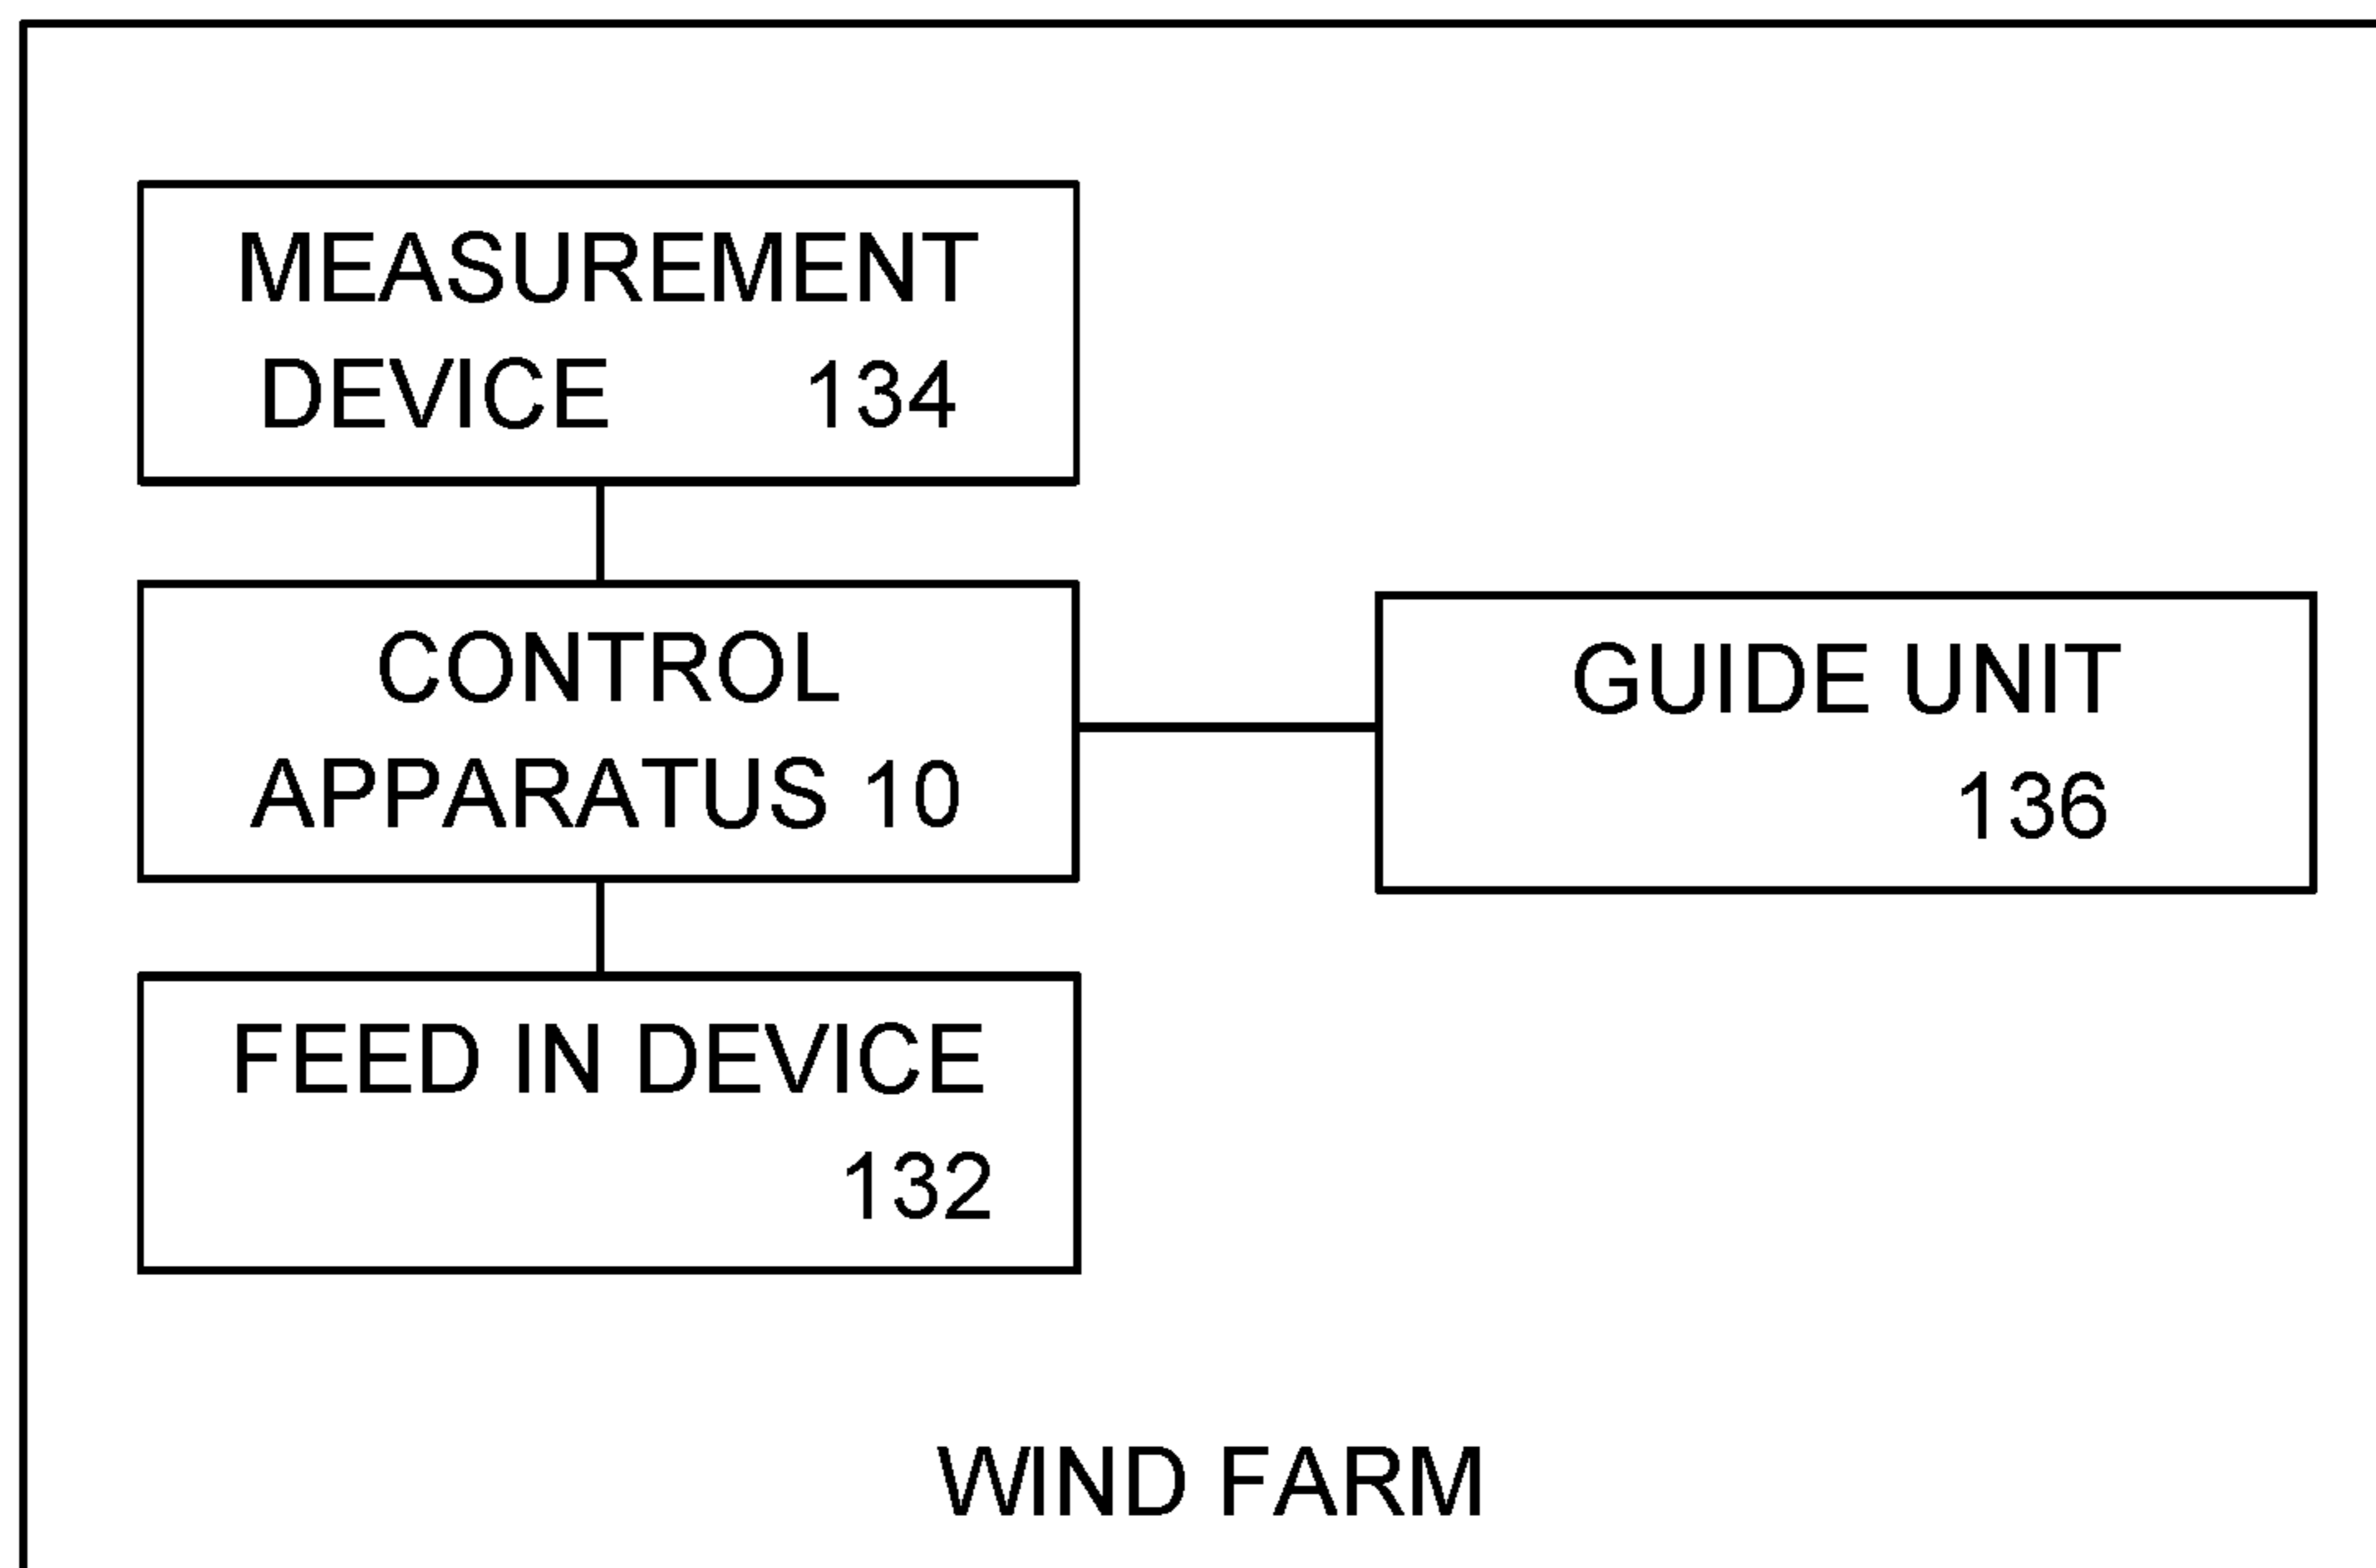 MEASUREMENT
DEVICE 134
CONTROL
APPARATUS 10
GUIDE UNIT
136
FEED IN DEVICE
132
WIND FARM